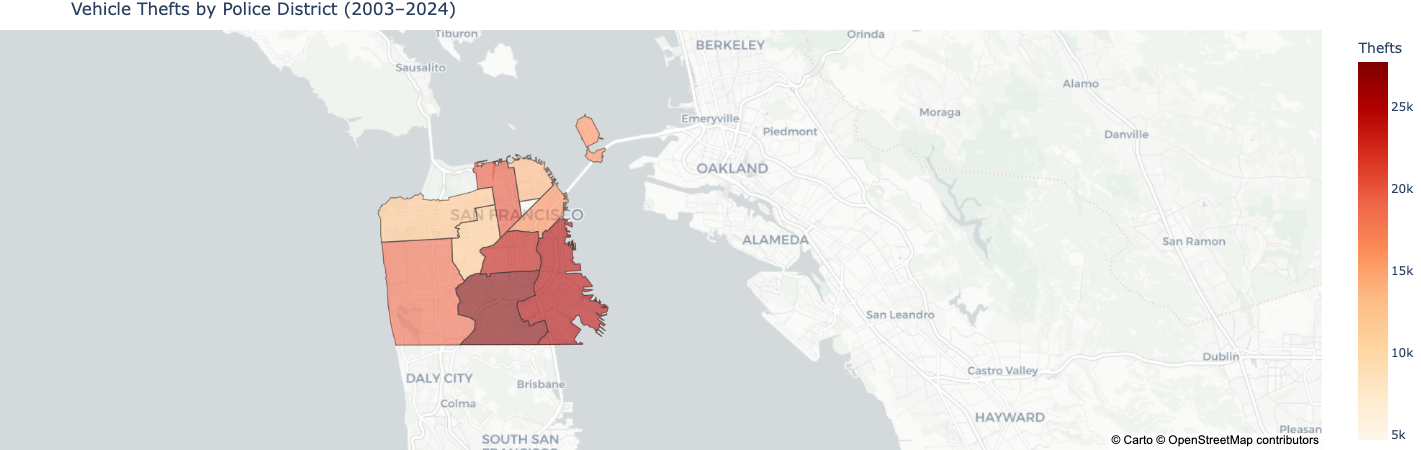 Vehicle Thefts by Police District (2003–2024)
Tiburon
Sausalito
BERKELEY
Orinda
Alamo
Moraga
Emeryville
Piedmont
Danville
OAKLAND
SAN FRANCISCO
ALAMEDA
San Ramon
San Leandro
Dublin
Castro Valley
DALY CITY
Brisbane
Colma
HAYWARD
SOUTH SAN
FRANCISCO
Pleasan
© Carto © OpenStreetMap contributors
Thefts
25k
20k
15k
10k
5k